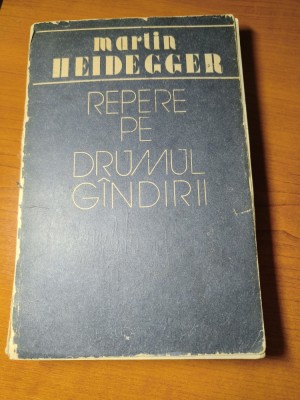 martin
HEIDEGGER
REPERE
PE
DRUMUL
GÎNDIRII